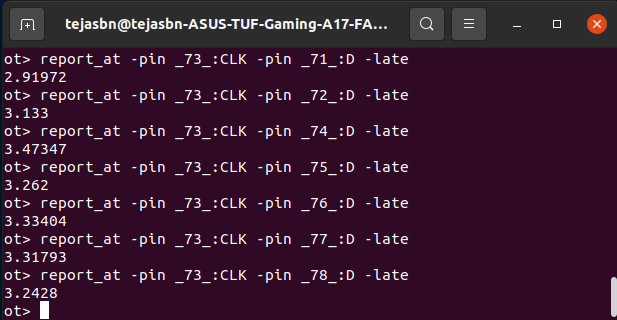 tejasbn@tejasbn-ASUS-TUF-Gaming-A17-FA...
ot> report_at -pin _73_:CLK -pin _71_:D -late
2.91972
ot> report_at -pin _73_:CLK -pin _72_:D -late
3.133
ot> report_at -pin _73_:CLK -pin _74_:D -late
3.47347
ot> report_at -pin _73_:CLK -pin _75_:D -late
3.262
ot> report_at -pin _73_:CLK -pin _76_:D -late
3.33404
ot> report_at -pin _73_:CLK -pin _77_:D -late
3.31793
ot> report_at -pin _73_:CLK -pin _78_:D -late
3.2428
ot>